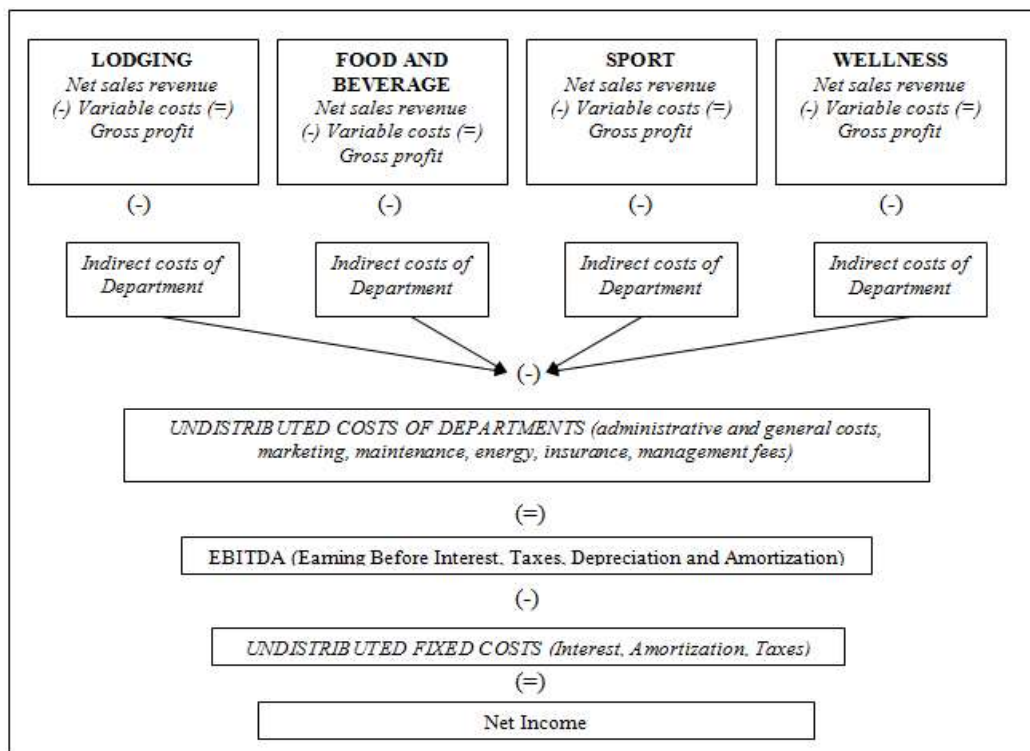 LODGING
Net sales revenue
(-) Variable costs (=)
Gross profit
FOOD AND
BEVERAGE
Net sales revenue
(-) Variable costs (=)
Gross profit
SPORT
Net sales revenue
(-) Variable costs (=)
Gross profit
WELLNESS
Net sales revenue
(-) Variable costs (=)
Gross profit
(-)
(-)
(-)
(-)
Indirect costs of
Department
Indirect costs of
Department
Indirect costs of
Department
Indirect costs of
Department
(-)
UNDISTRIBUTED COSTS OF DEPARTMENTS (administrative and general costs,
marketing, maintenance, energy, insurance, management fees)
(=)
EBITDA (Earning Before Interest, Taxes, Depreciation and Amortization)
(-)
UNDISTRIBUTED FIXED COSTS (Interest, Amortization, Taxes)
(=)
Net Income